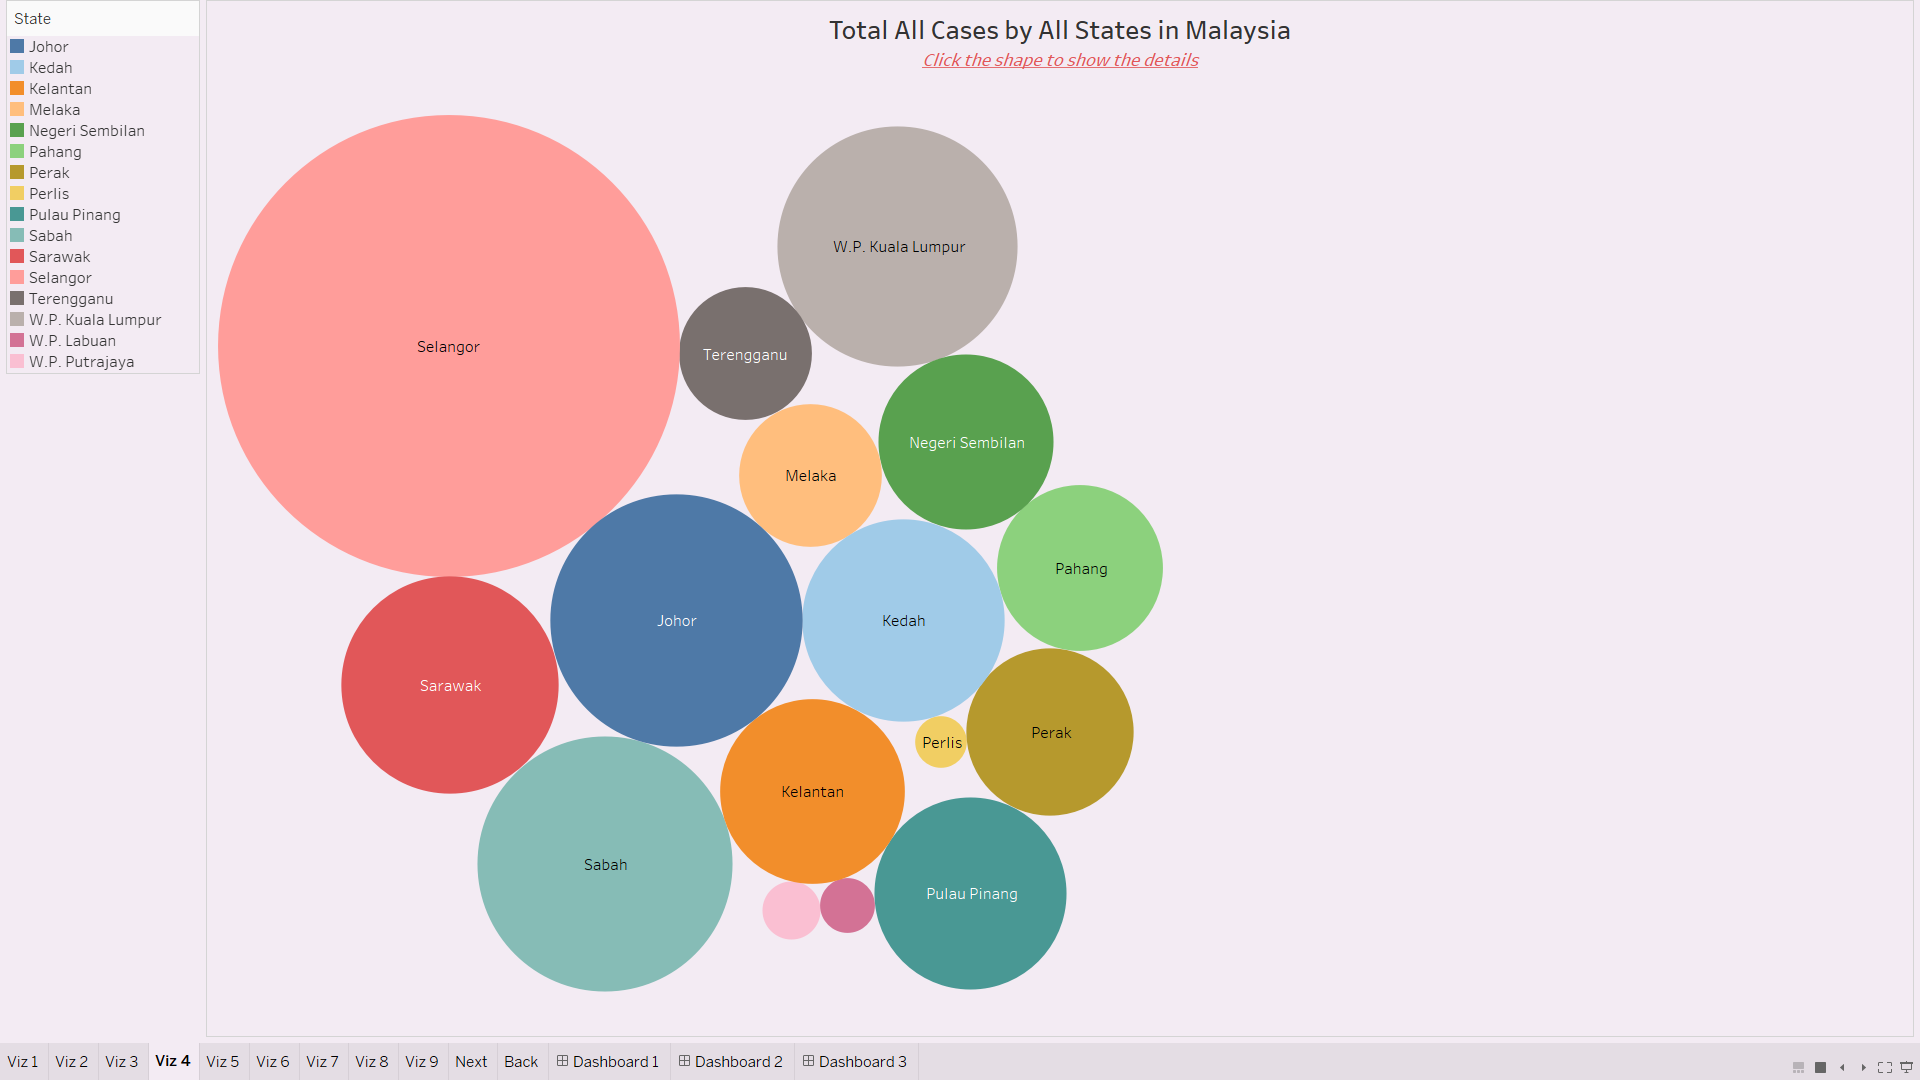 State
Johor
Kedah
Kelantan
Melaka
Negeri Sembilan
Pahang
Perak
Perlis
Pulau Pinang
Sabah
Sarawak
Selangor
Terengganu
W.P. Kuala Lumpur
W.P. Labuan
W.P. Putrajaya
Total All Cases by All States in Malaysia
Click the shape to show the details
W.P. Kuala Lumpur
Selangor
Terengganu
Negeri Sembilan
Melaka
Pahang
Johor
Kedah
Sarawak
Perak
Perlis
Kelantan
Sabah
Pulau Pinang
Viz 1 Viz 2 Viz 3 Viz 4 Viz 5 Viz 6 Viz 7 Viz 8 Viz 9 Next Back Dashboard 1 Dashboard 2 Dashboard 3